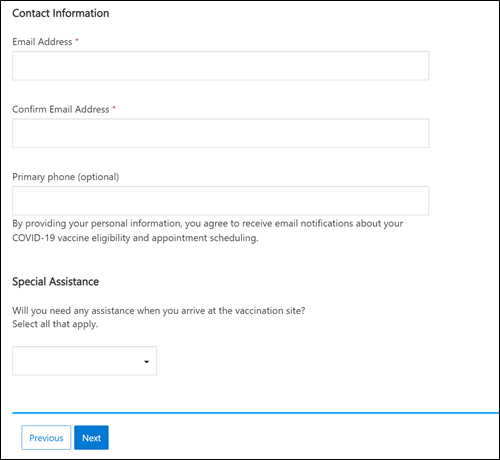 Contact Information
Email Address *
Confirm Email Address *
Primary phone (optional)
By providing your personal information, you agree to receive email notifications about your
COVID-19 vaccine eligibility and appointment scheduling.
Special Assistance
Will you need any assistance when you arrive at the vaccination site?
Select all that apply.
Previous Next